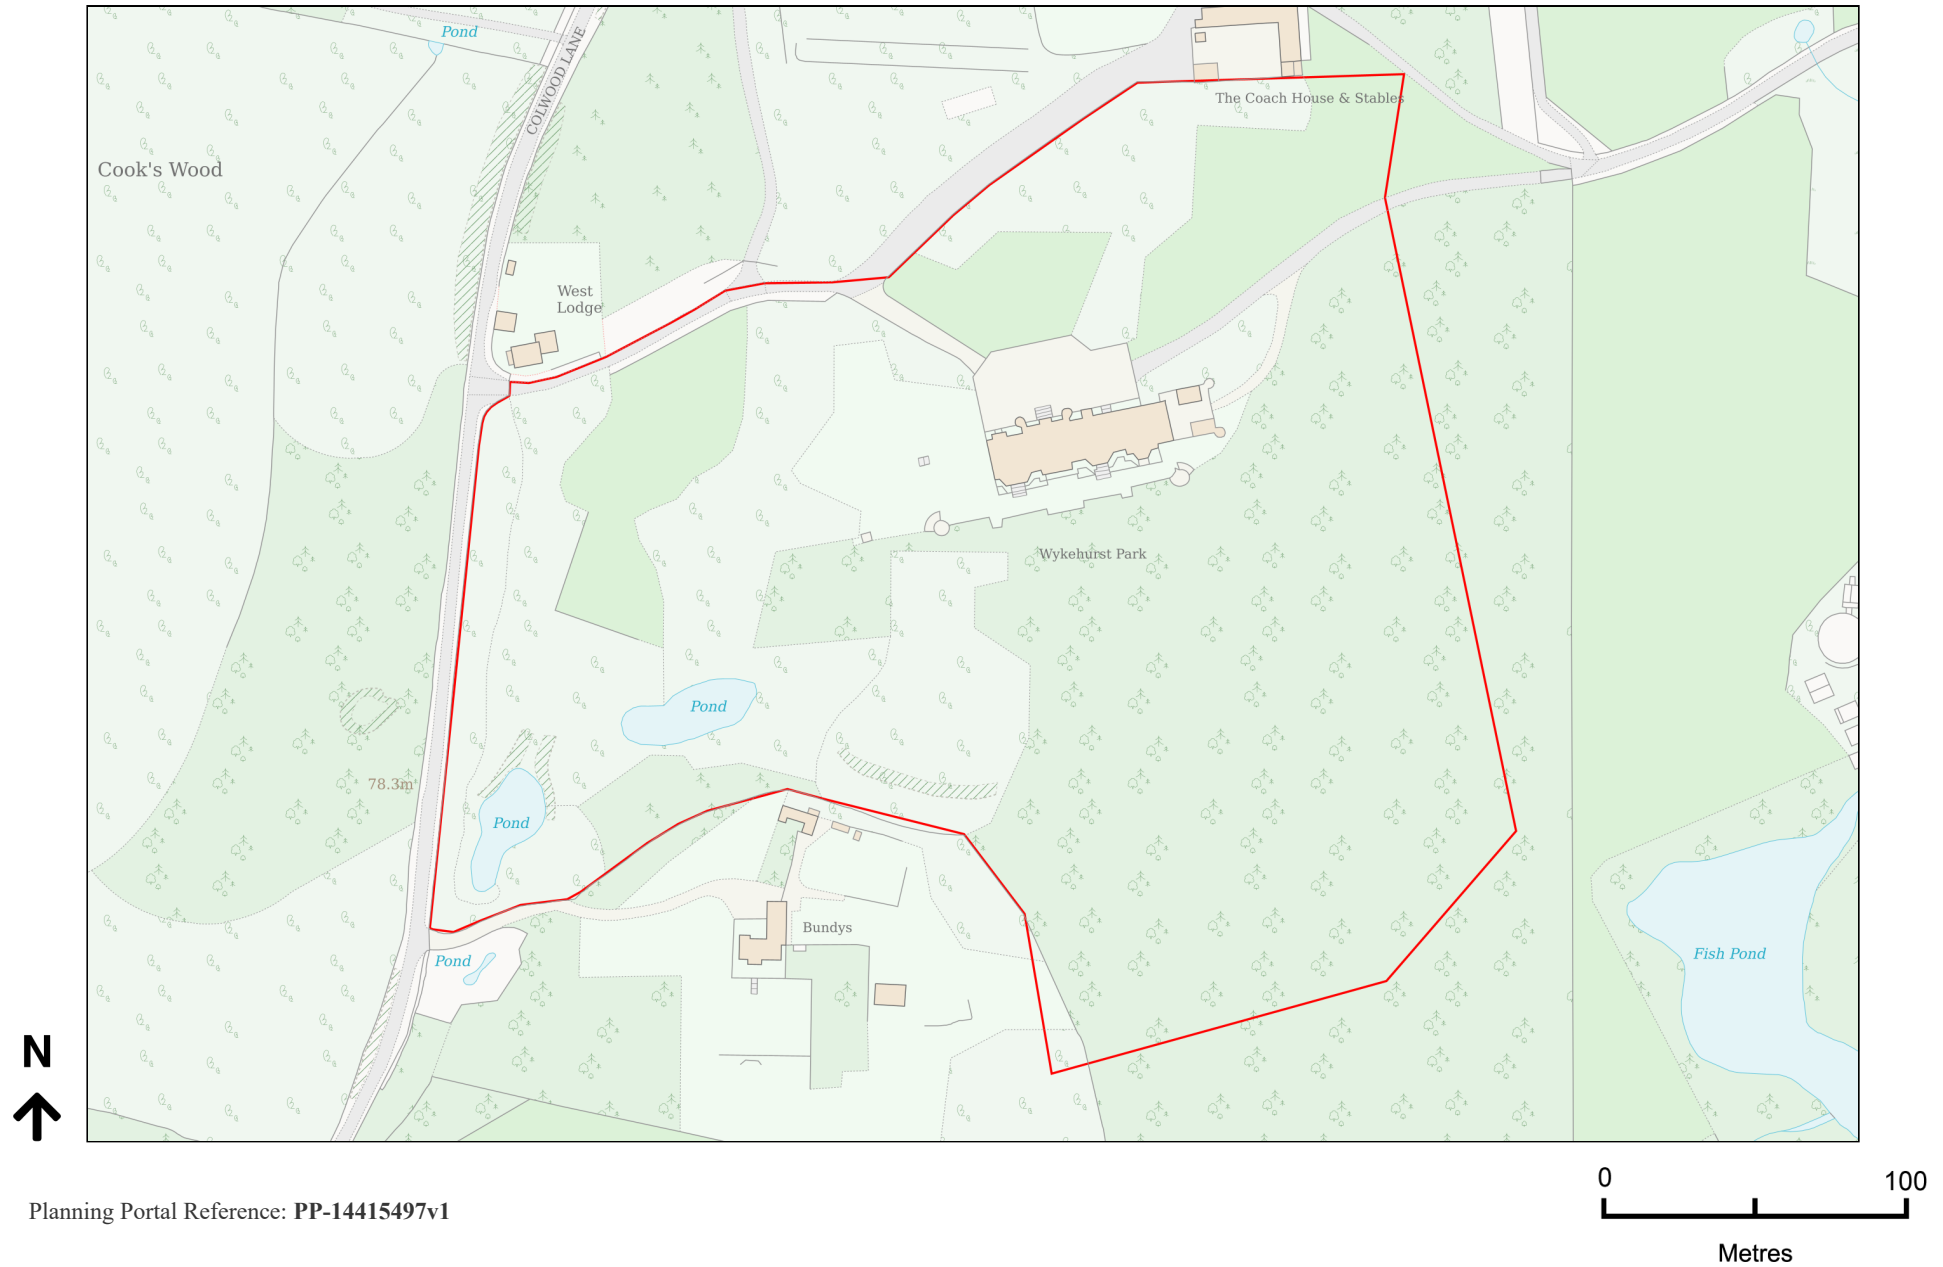 Pond
COLWOOD LANE
The Coach House & Stables
Cook's Wood
West
Lodge
Wykehurst Park
Pond
78.3m
Pond
Bundys
Pond
Fish Pond
N
0 100
Metres
Planning Portal Reference: PP-14415497v1